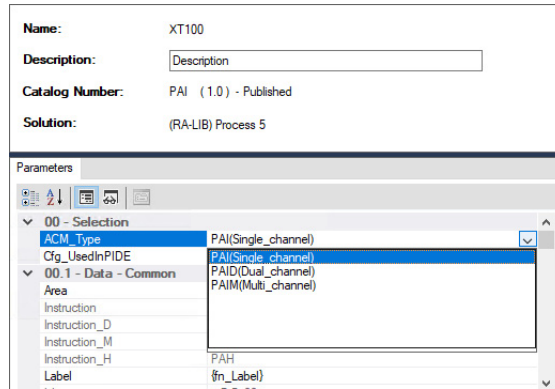 Name: XT100
Description: Description
Catalog Number: PAI (1.0) - Published
Solution: (RA-LIB) Process 5
Parameters
00 - Selection
ACM_Type PAI(Single_channel)
Cfg_UsedInPIDE PAI(Single_channel)
00.1 - Data - Common PAID(Dual_channel)
Area PAIM(Multi_channel)
Instruction
Instruction_D
Instruction_M
Instruction_H PAH
Label {fn_Label}